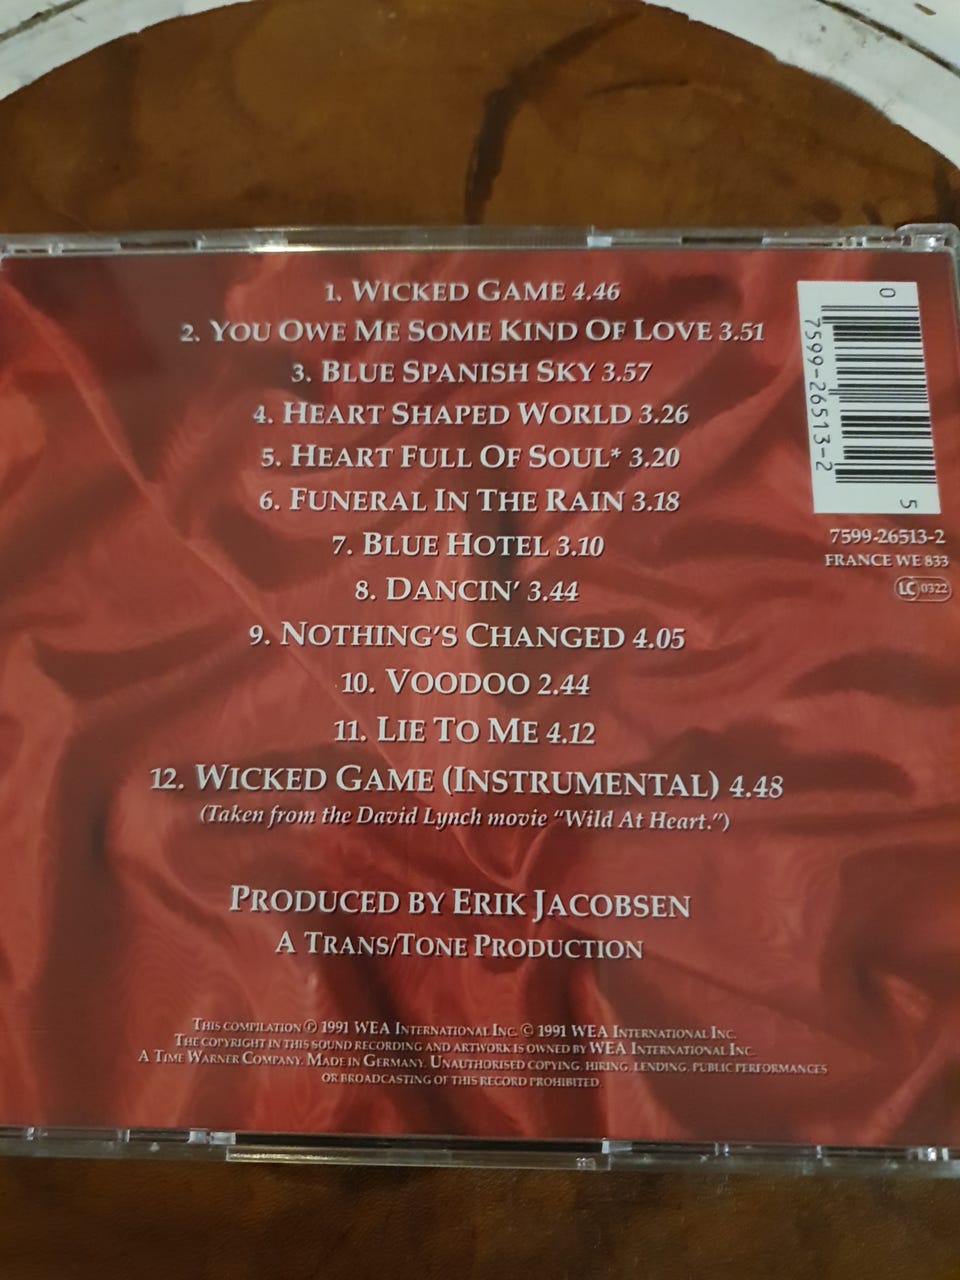 1. WICKED GAME 4.46
2. YOU OWE ME SOME KIND OF LOVE 3.51
3. BLUE SPANISH SKY 3.57
4. HEART SHAPED WORLD 3.26
5. HEART FULL OF SOUL* 3.20
6. FUNERAL IN THE RAIN 3.18
7. BLUE HOTEL 3.10
8. DANCIN' 3.44
9. NOTHING'S CHANGED 4.05
10. VOODOO 2.44
11. LIE TO ME 4.12
12. WICKED GAME (INSTRUMENTAL) 4.48
(Taken from the David Lynch movie "Wild At Heart.")
PRODUCED BY ERIK JACOBSEN
A TRANS/TONE PRODUCTION
THIS COMPILATION ℗ 1991 WEA INTERNATIONAL INC. © 1991 WEA INTERNATIONAL INC.
THE COPYRIGHT IN THIS SOUND RECORDING AND ARTWORK IS OWNED BY WEA INTERNATIONAL INC.
A TIME WARNER COMPANY. MADE IN GERMANY. UNAUTHORISED COPYING, HIRING, LENDING, PUBLIC PERFORMANCES
OR BROADCASTING OF THIS RECORD PROHIBITED.
0
7599-26513-2
5
7599-26513-2
FRANCE WE 833
LC 0322